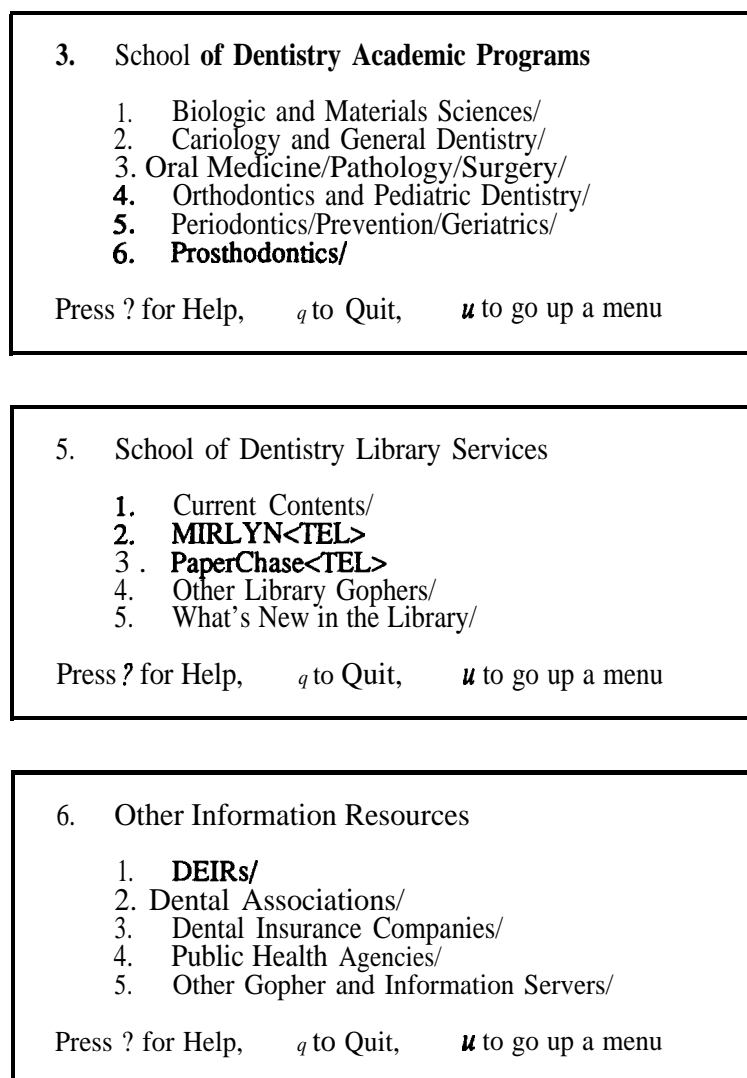 3. School of Dentistry Academic Programs
1. Biologic and Materials Sciences/
2. Cariology and General Dentistry/
3. Oral Medicine/Pathology/Surgery/
4. Orthodontics and Pediatric Dentistry/
5. Periodontics/Prevention/Geriatrics/
6. Prosthodontics/
Press ? for Help, q to Quit, u to go up a menu
5. School of Dentistry Library Services
1. Current Contents/
2. MIRLYN<TEL>
3 . PaperChase<TEL>
4. Other Library Gophers/
5. What's New in the Library/
Press ? for Help, q to Quit, u to go up a menu
6. Other Information Resources
1. DEIRs/
2. Dental Associations/
3. Dental Insurance Companies/
4. Public Health Agencies/
5. Other Gopher and Information Servers/
Press ? for Help, q to Quit, u to go up a menu